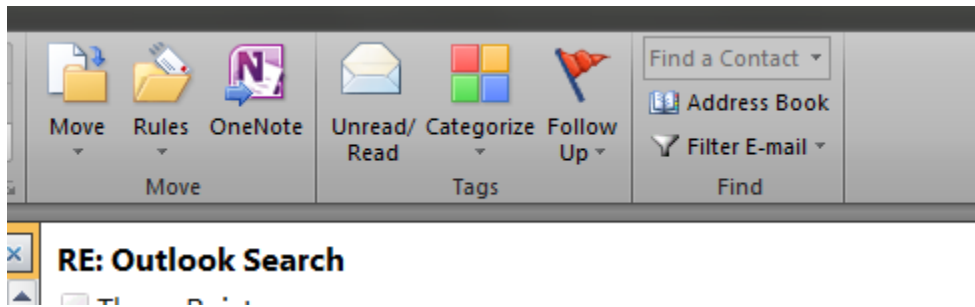 Move
Rules
OneNote
Move
Unread/
Read
Categorize
Follow
Up
Tags
Find a Contact
Address Book
Filter E-mail
Find
RE: Outlook Search